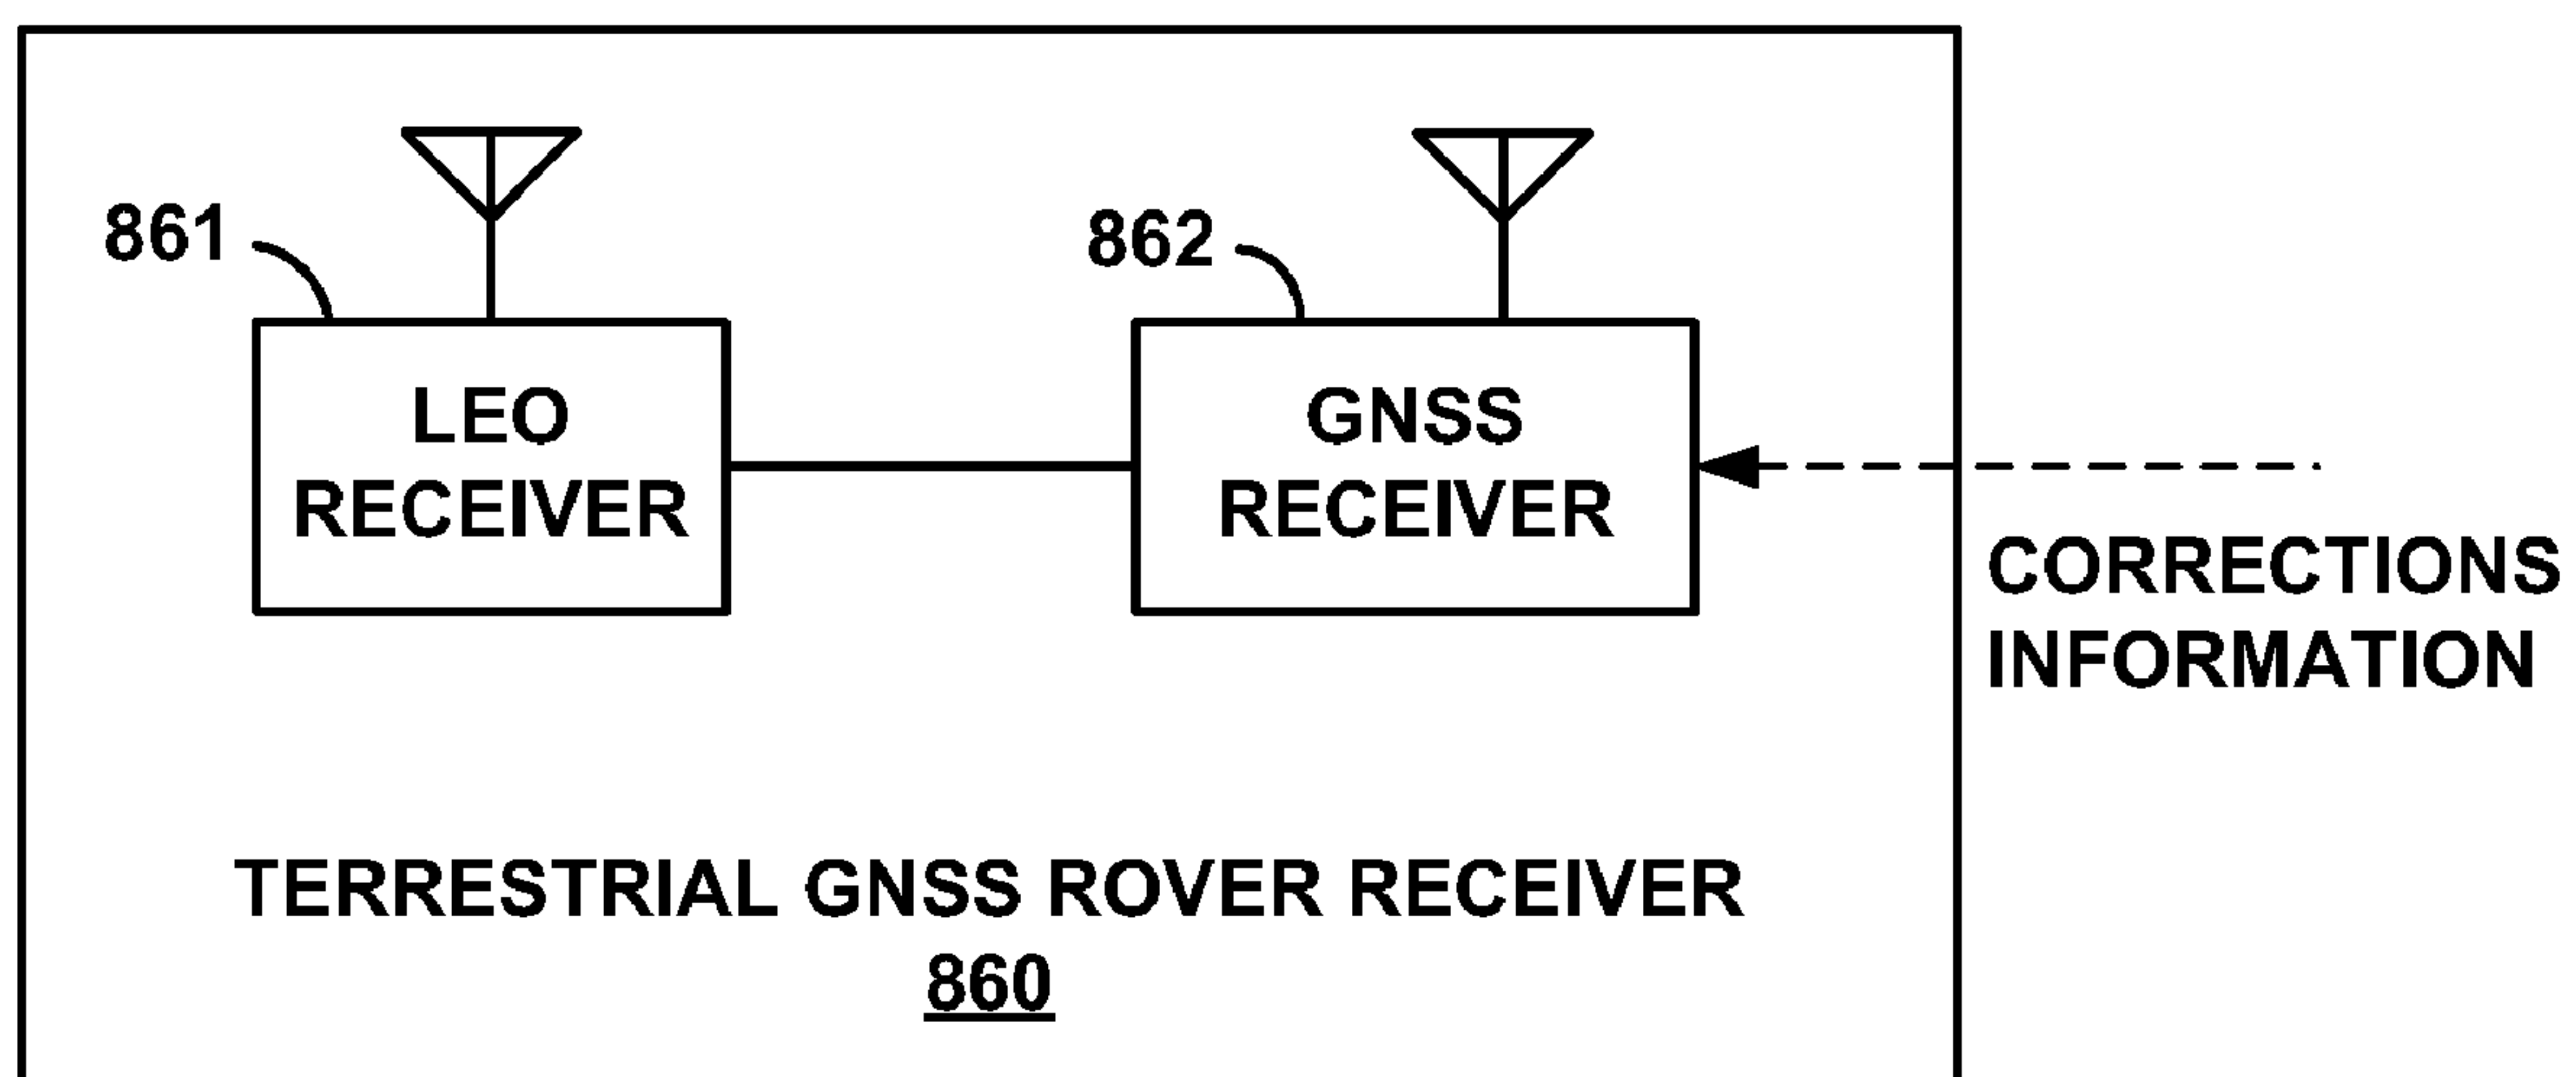 861
862
LEO
RECEIVER
GNSS
RECEIVER
CORRECTIONS
INFORMATION
TERRESTRIAL GNSS ROVER RECEIVER
860